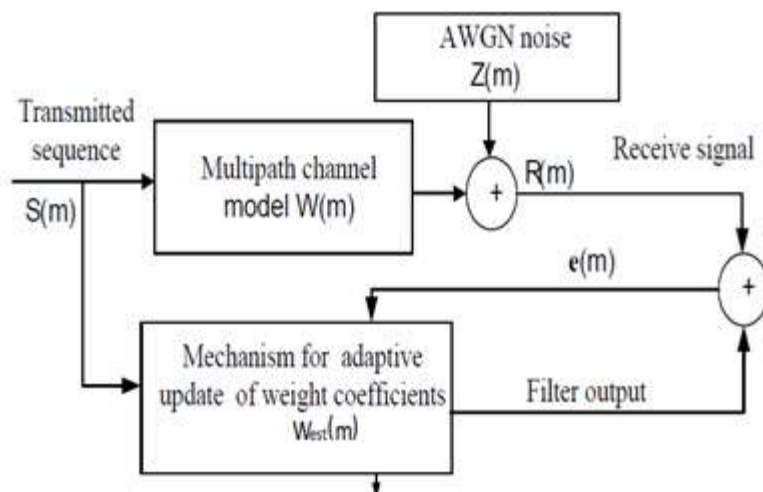 AWGN noise
Z(m)
Transmitted
sequence
S(m)
Multipath channel
model W(m)
+
R(m)
Receive signal
e(m)
+
Mechanism for adaptive
update of weight coefficients
West(m)
Filter output